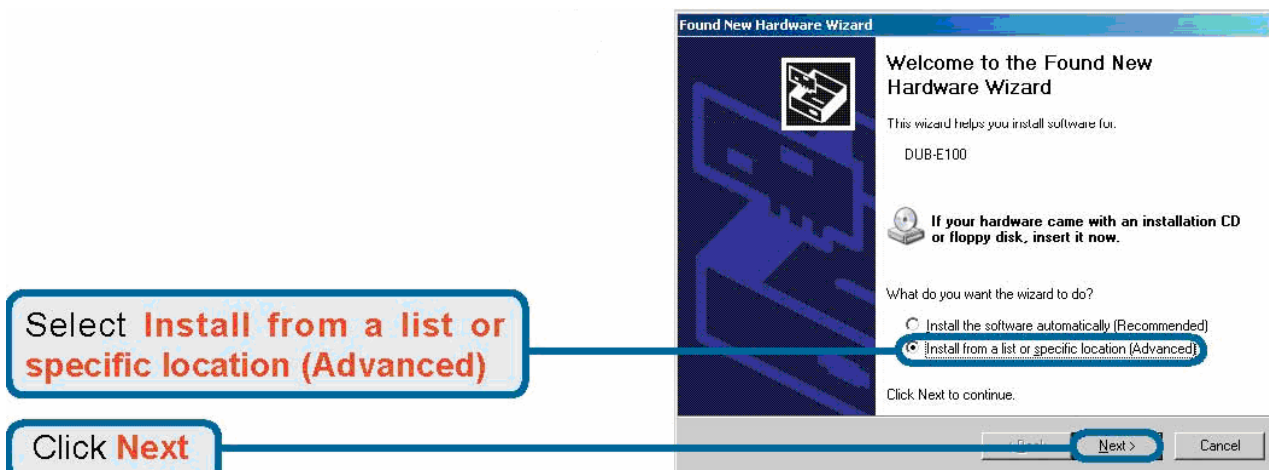 Found New Hardware Wizard
Welcome to the Found New
Hardware Wizard
This wizard helps you install software for:
DUB-E100
If your hardware came with an installation CD
or floppy disk, insert it now.
What do you want the wizard to do?
Install the software automatically (Recommended)
Install from a list or specific location (Advanced)
Click Next to continue.
Next >
Cancel
Select Install from a list or
specific location (Advanced)
Click Next